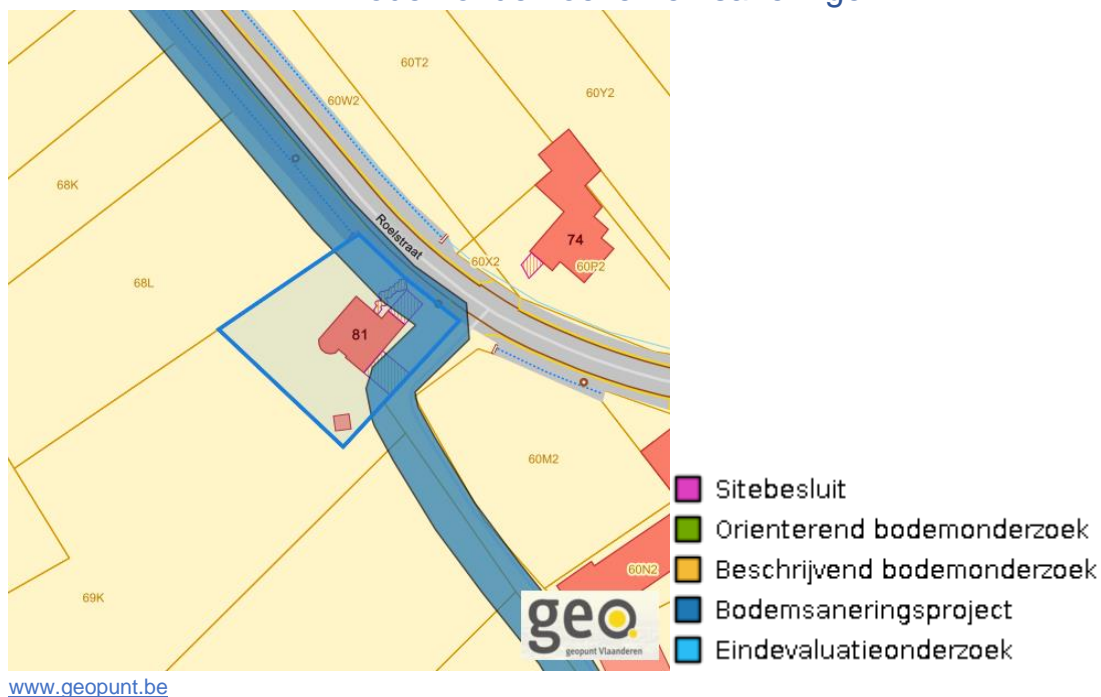 60T2
60Y2
60W2
68K
Roelstraat
74
60X2
60P2
68L
81
60M2
Sitebesluit
Orienterend bodemonderzoek
Beschrijvend bodemonderzoek
60N2
69K
Bodemsaneringsproject
geo
geopunt Vlaanderen
Eindevaluatieonderzoek
www.geopunt.be